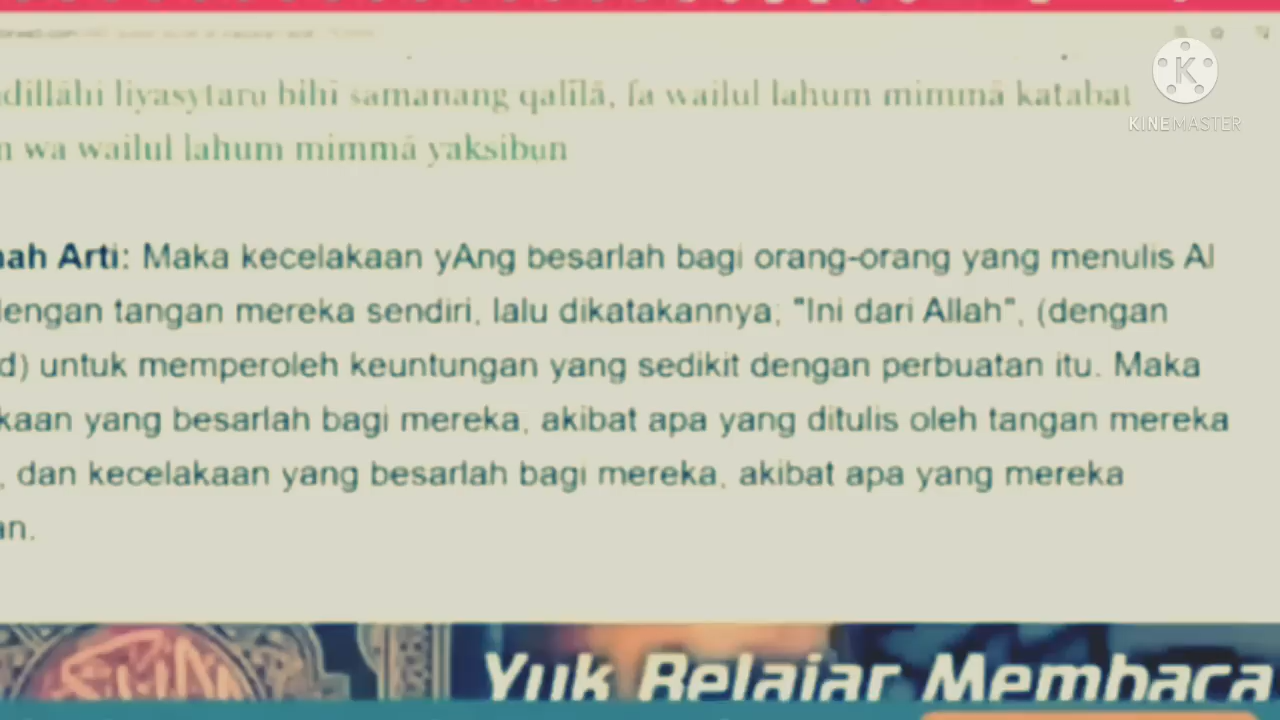 dillāhi liyasytaru bihī samanang qalīlā, fa wailul lahum mimmā katabat
n wa wailul lahum mimmā yaksibụn
K
KINEMASTER
nah Arti: Maka kecelakaan yAng besarlah bagi orang-orang yang menulis Al
dengan tangan mereka sendiri, lalu dikatakannya; "Ini dari Allah", (dengan
d) untuk memperoleh keuntungan yang sedikit dengan perbuatan itu. Maka
kaan yang besarlah bagi mereka, akibat apa yang ditulis oleh tangan mereka
, dan kecelakaan yang besarlah bagi mereka, akibat apa yang mereka
an.
Yuk Belajar Membaca